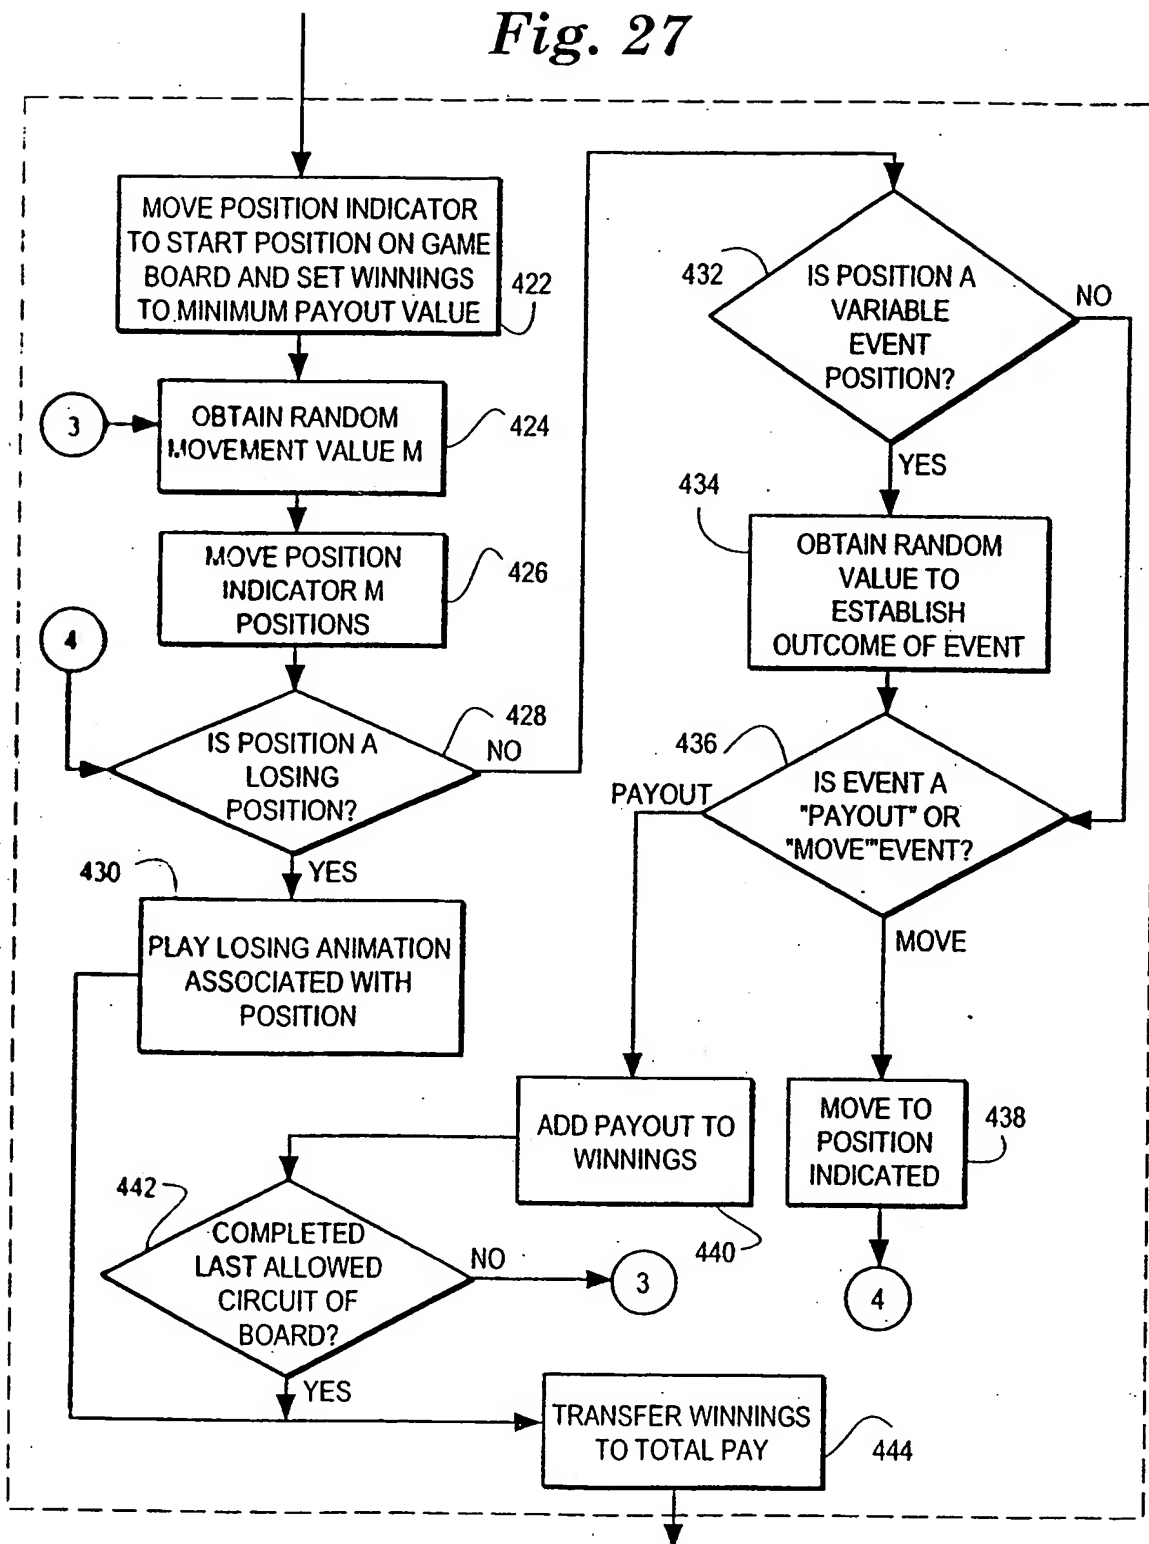 Fig. 27
MOVE POSITION INDICATOR
TO START POSITION ON GAME
BOARD AND SET WINNINGS
TO MINIMUM PAYOUT VALUE
422
3
OBTAIN RANDOM
MOVEMENT VALUE M
424
MOVE POSITION
INDICATOR M
POSITIONS
426
4
IS POSITION A
LOSING
POSITION?
428
NO
YES
430
PLAY LOSING ANIMATION
ASSOCIATED WITH
POSITION
432
IS POSITION A
VARIABLE
EVENT
POSITION?
NO
YES
434
OBTAIN RANDOM
VALUE TO
ESTABLISH
OUTCOME OF EVENT
436
IS EVENT A
"PAYOUT" OR
"MOVE'"EVENT?
PAYOUT
MOVE
ADD PAYOUT TO
WINNINGS
440
MOVE TO
POSITION
INDICATED
438
4
442
COMPLETED
LAST ALLOWED
CIRCUIT OF
BOARD?
NO
3
YES
TRANSFER WINNINGS
TO TOTAL PAY
444